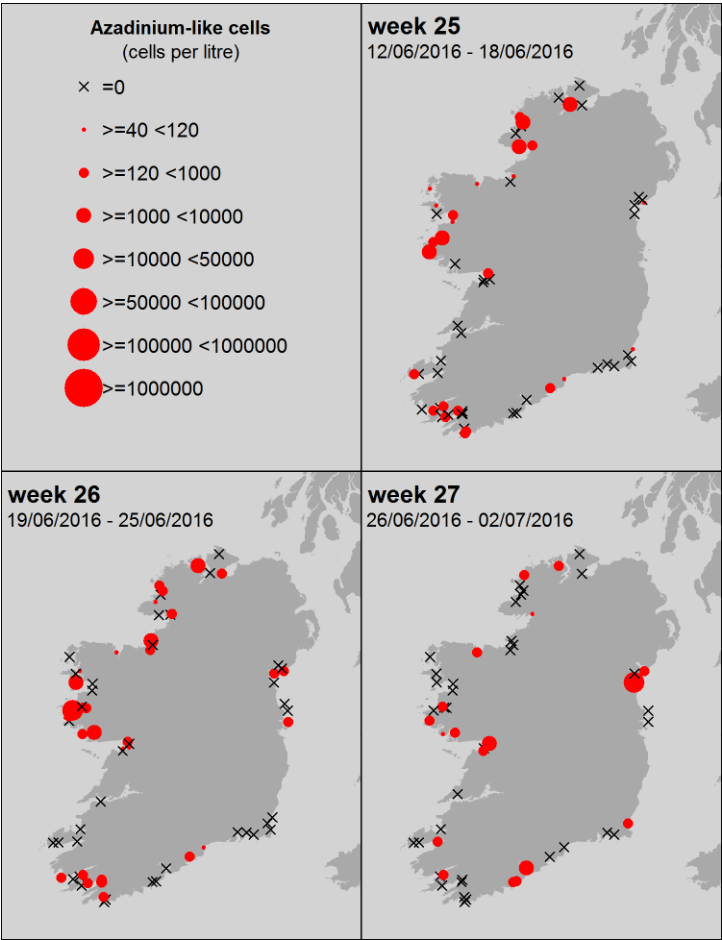 Azadinium-like cells
(cells per litre)
=0
>=40 <120
>=120 <1000
>=1000 <10000
>=10000 <50000
>=50000 <100000
>=100000 <1000000
>=1000000
week 25
12/06/2016 - 18/06/2016
week 26
19/06/2016 - 25/06/2016
week 27
26/06/2016 - 02/07/2016